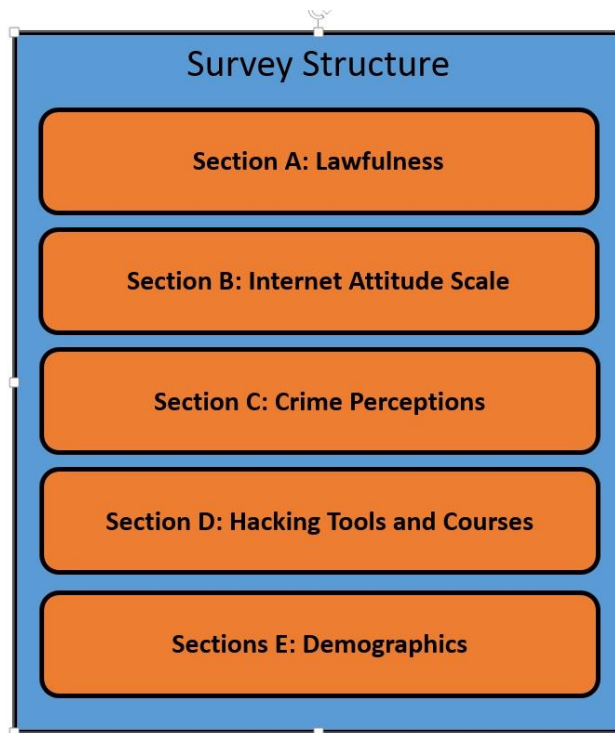 Survey Structure
Section A: Lawfulness
Section B: Internet Attitude Scale
Section C: Crime Perceptions
Section D: Hacking Tools and Courses
Sections E: Demographics